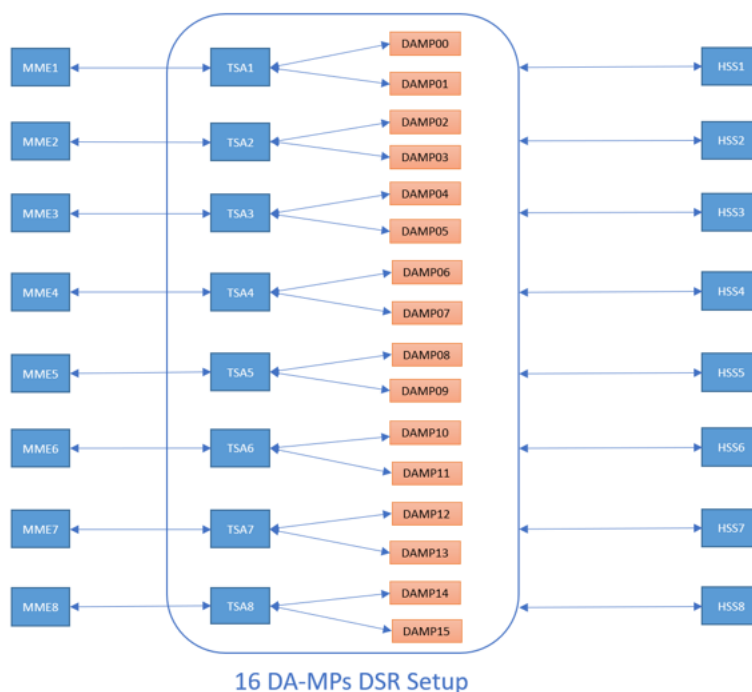 DAMP00
MME1 TSA1 HSS1
DAMP01
DAMP02
MME2 TSA2 HSS2
DAMP03
DAMP04
MME3 TSA3 HSS3
DAMP05
DAMP06
MME4 TSA4 HSS4
DAMP07
DAMP08
MME5 TSA5 HSS5
DAMP09
DAMP10
MME6 TSA6 HSS6
DAMP11
DAMP12
MME7 TSA7 HSS7
DAMP13
DAMP14
MME8 TSA8 HSS8
DAMP15
16 DA-MPs DSR Setup